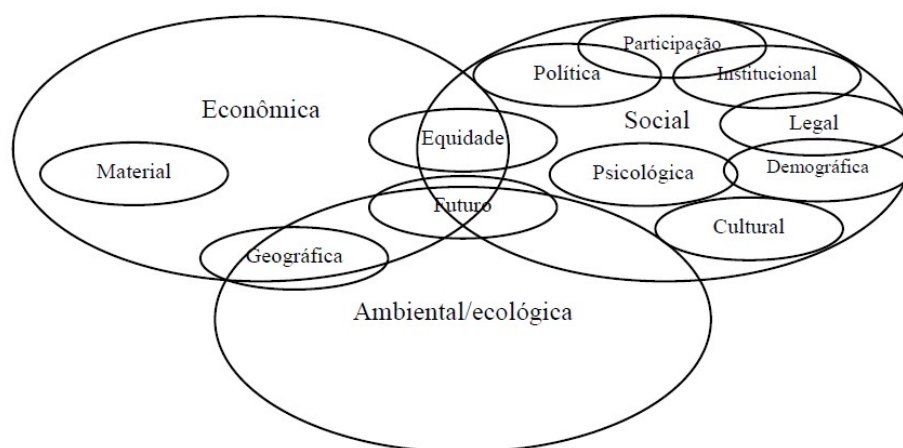 Participação
Política
Institucional
Econômica
Social
Legal
Equidade
Material
Psicológica
Demográfica
Futuro
Cultural
Geográfica
Ambiental/ecológica